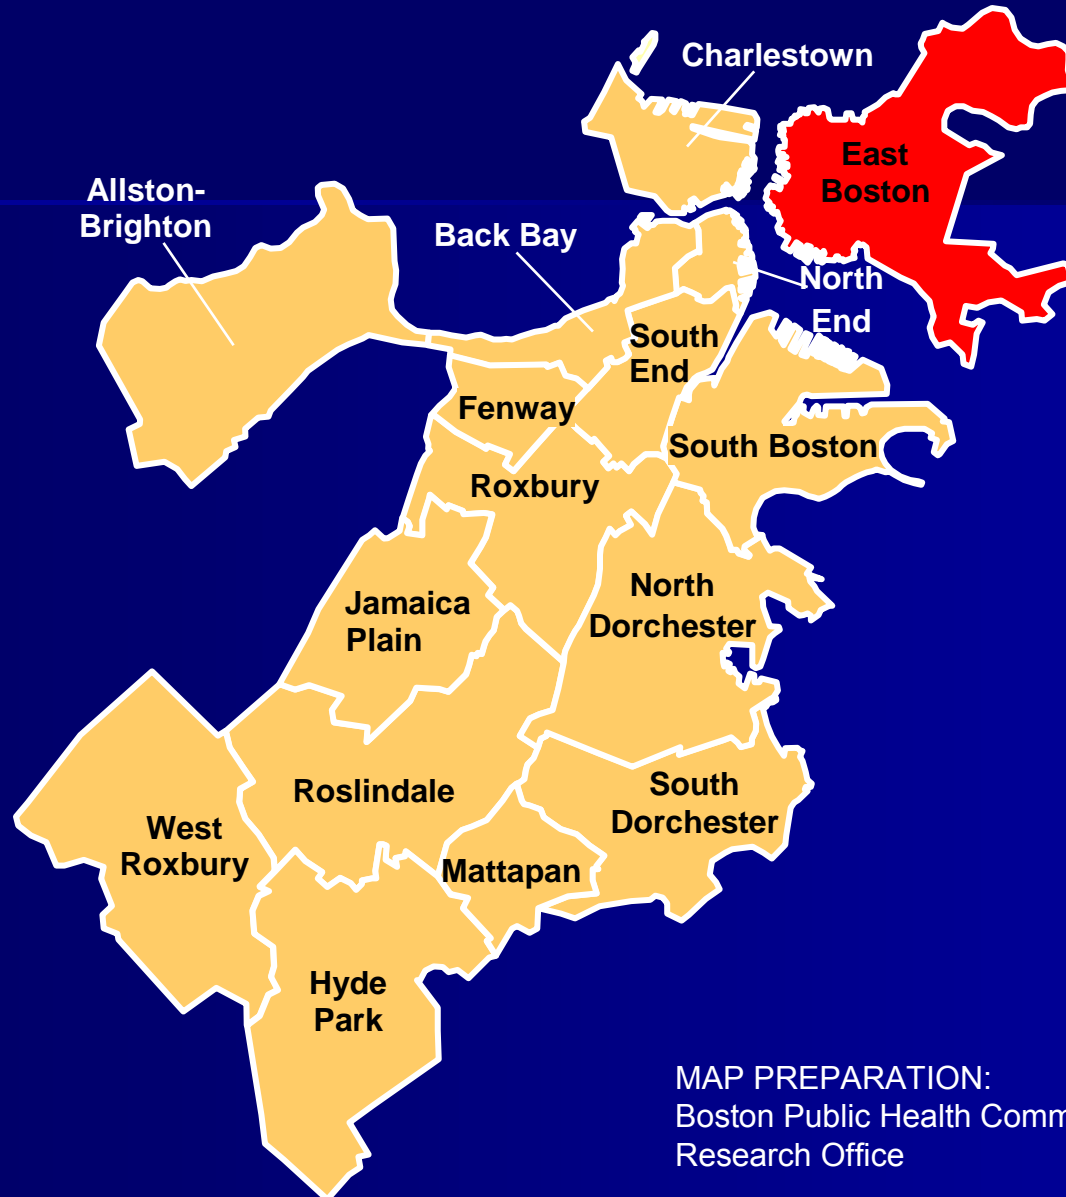 Charlestown
East
Boston
Allston-
Brighton
Back Bay
North
End
South
End
Fenway
South Boston
Roxbury
North
Dorchester
Jamaica
Plain
Roslindale
South
Dorchester
West
Roxbury
Mattapan
Hyde
Park
MAP PREPARATION:
Boston Public Health Comm
Research Office